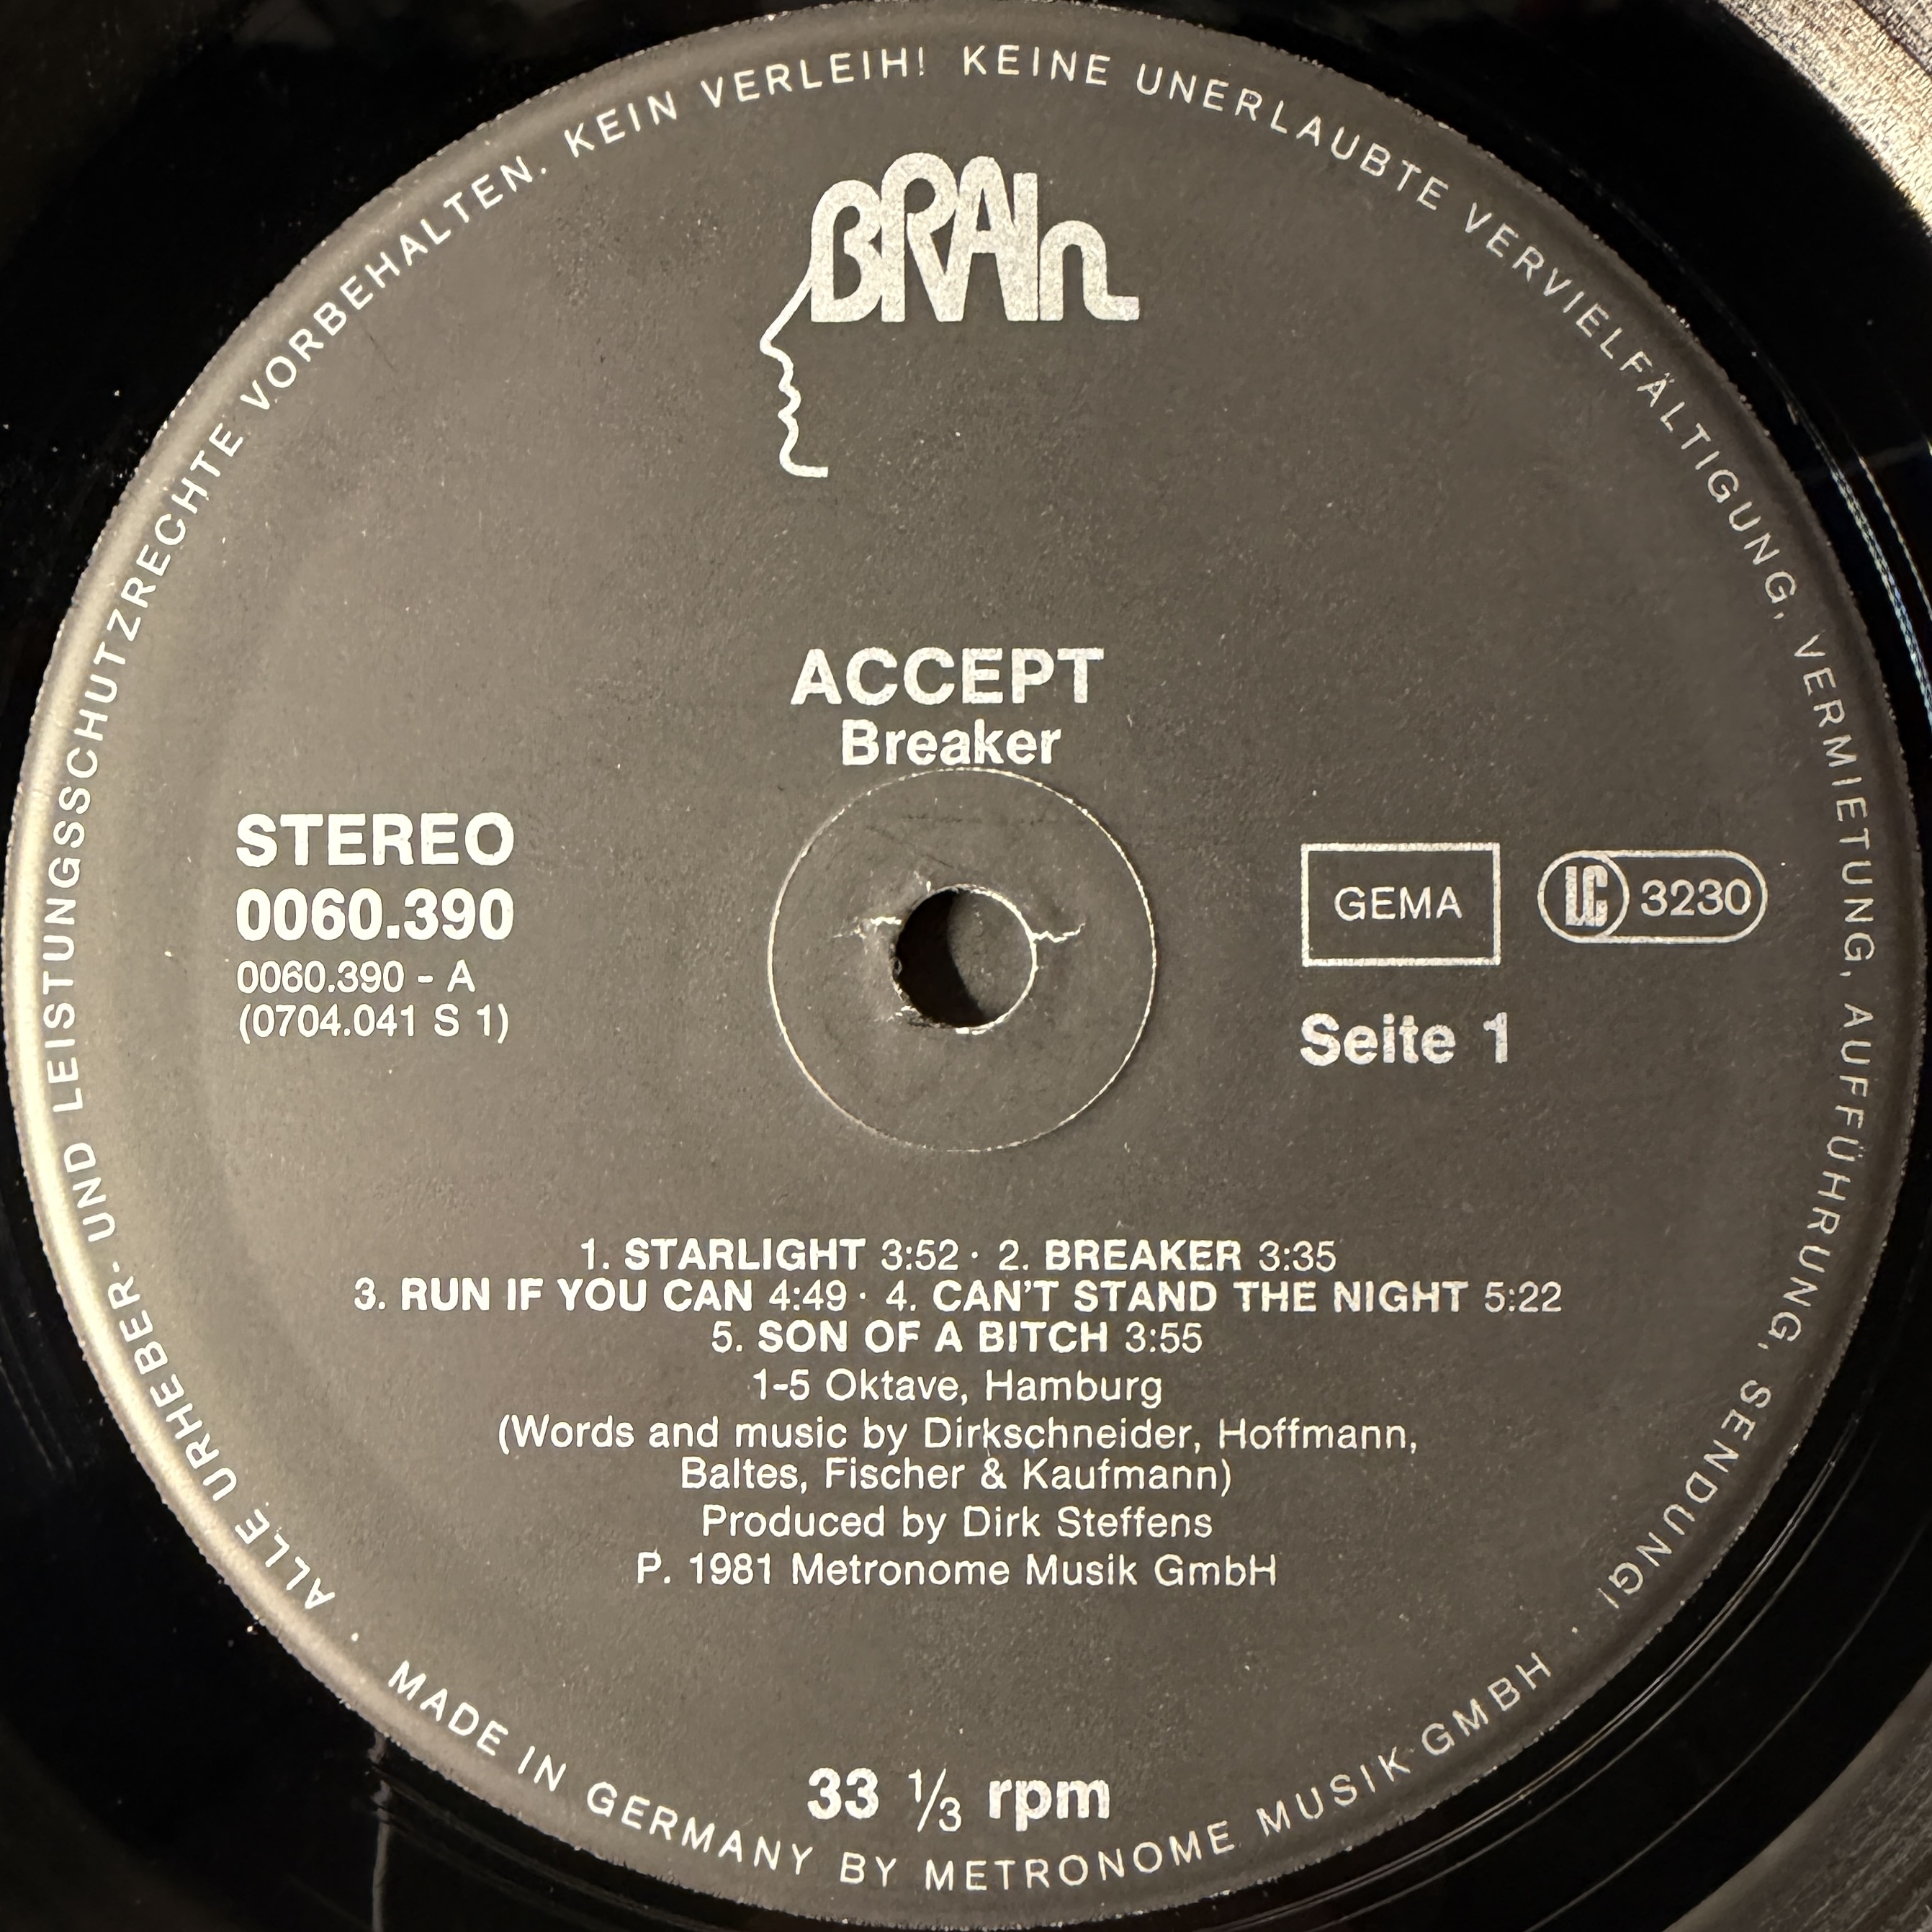 ALLE URHEBER- UND LEISTUNGSSCHUTZRECHTE VORBEHALTEN. KEIN VERLEIH! KEINE UNERLAUBTE VERVIELFÄLTIGUNG, VERMIETUNG, AUFFÜHRUNG, SENDUNG!
BRAIn
ACCEPT
Breaker
STEREO
0060.390
0060.390 - A
(0704.041 S 1)
GEMA
LC 3230
Seite 1
1. STARLIGHT 3:52 · 2. BREAKER 3:35
3. RUN IF YOU CAN 4:49 · 4. CAN'T STAND THE NIGHT 5:22
5. SON OF A BITCH 3:55
1-5 Oktave, Hamburg
(Words and music by Dirkschneider, Hoffmann,
Baltes, Fischer & Kaufmann)
Produced by Dirk Steffens
P. 1981 Metronome Musik GmbH
33 1/3 rpm
· MADE IN GERMANY BY METRONOME MUSIK GMBH ·